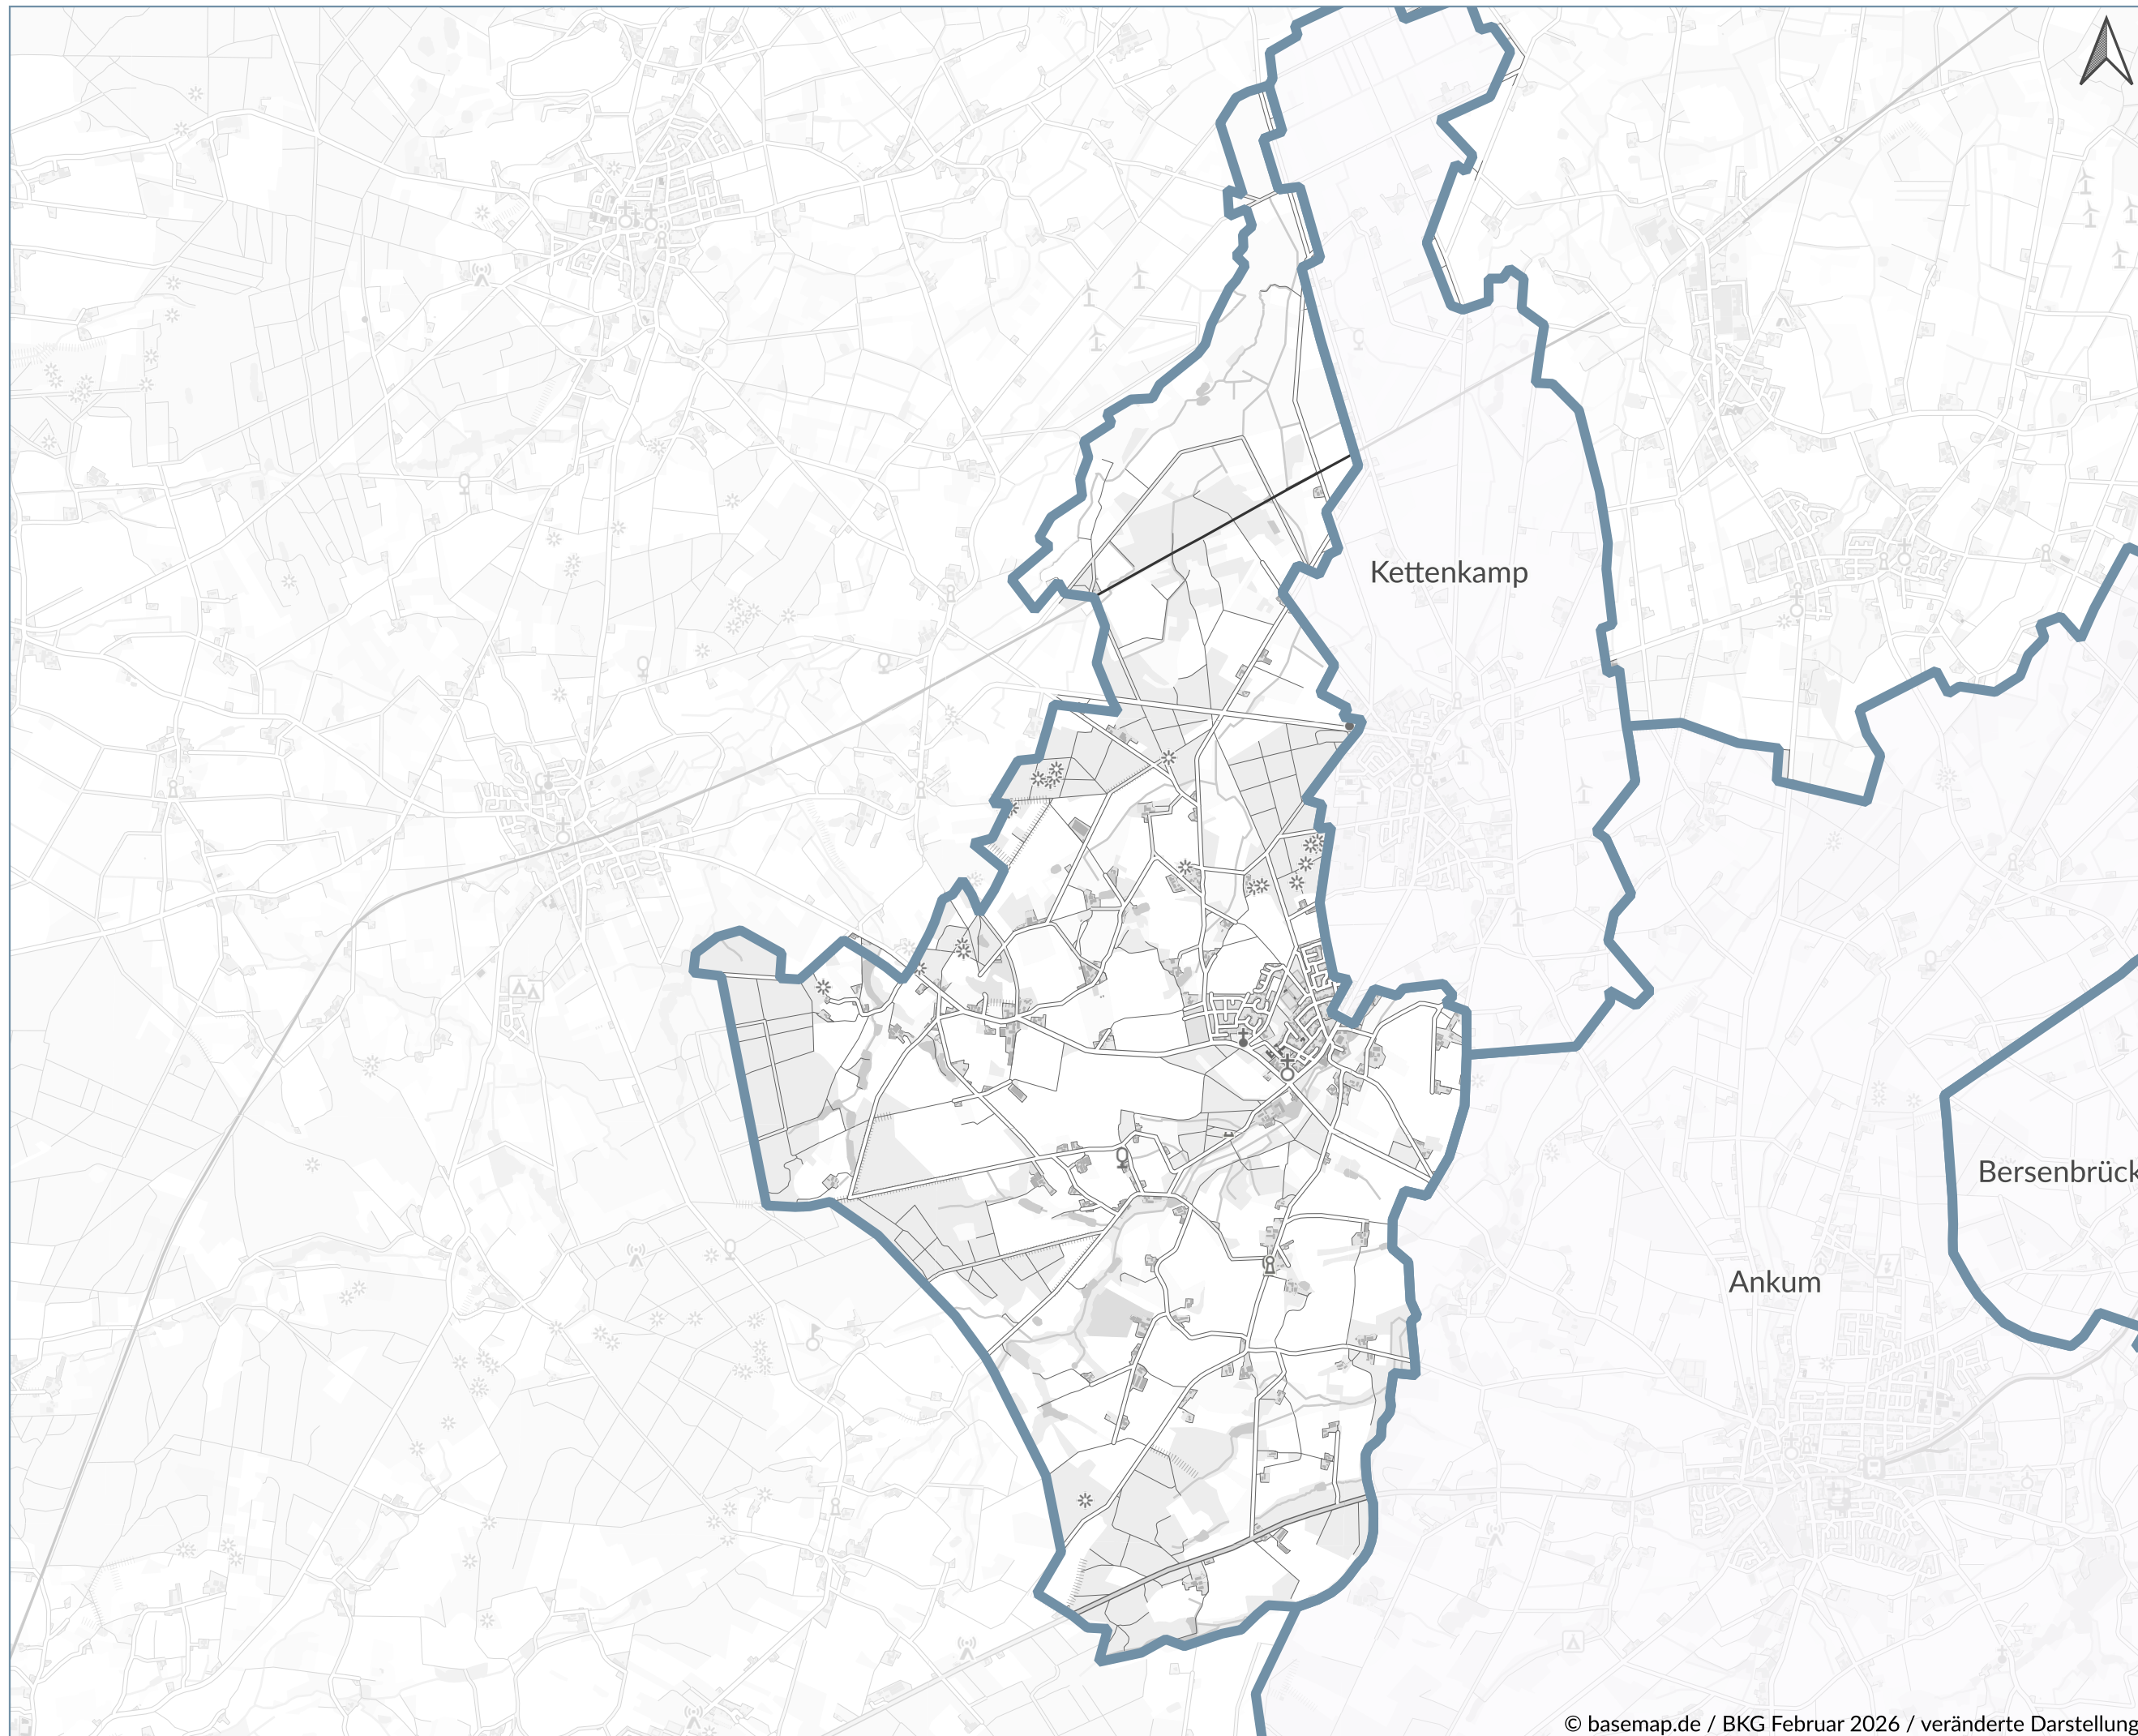 Kettenkamp
Bersenbrück
Ankum
© basemap.de / BKG Februar 2026 / veränderte Darstellung